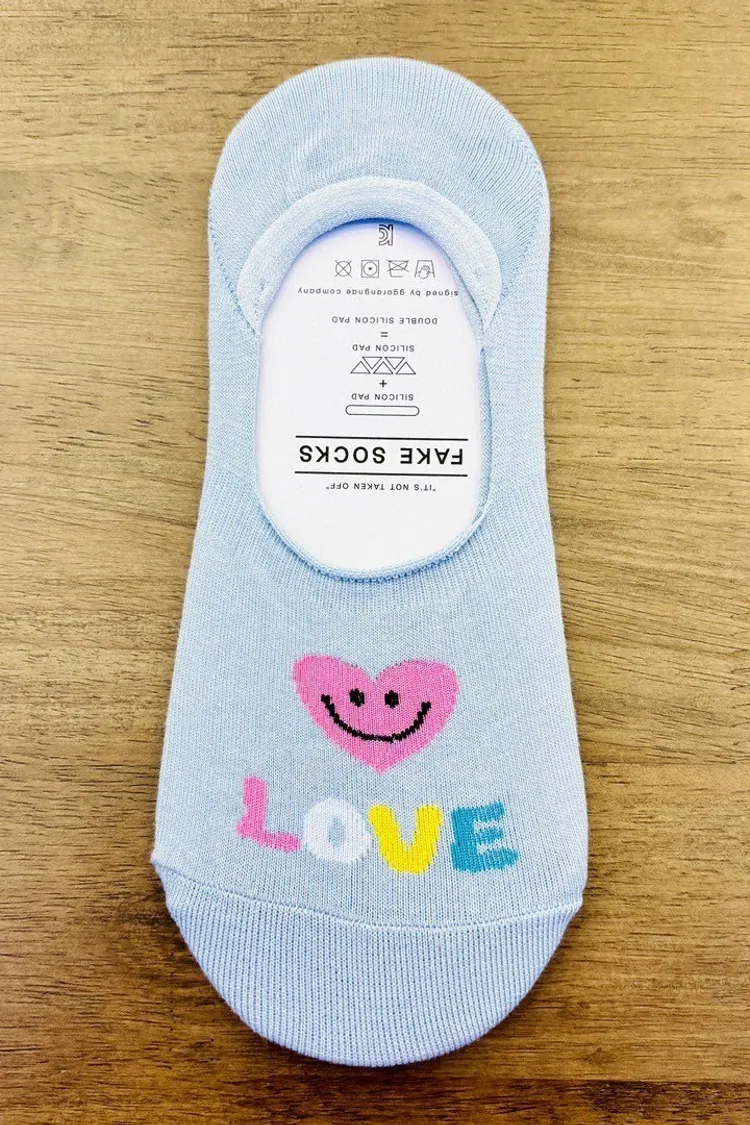 "IT'S NOT TAKEN OFF"
FAKE SOCKS
SILICON PAD
+
SILICON PAD
=
DOUBLE SILICON PAD
signed by ggorangnae company
LOVE